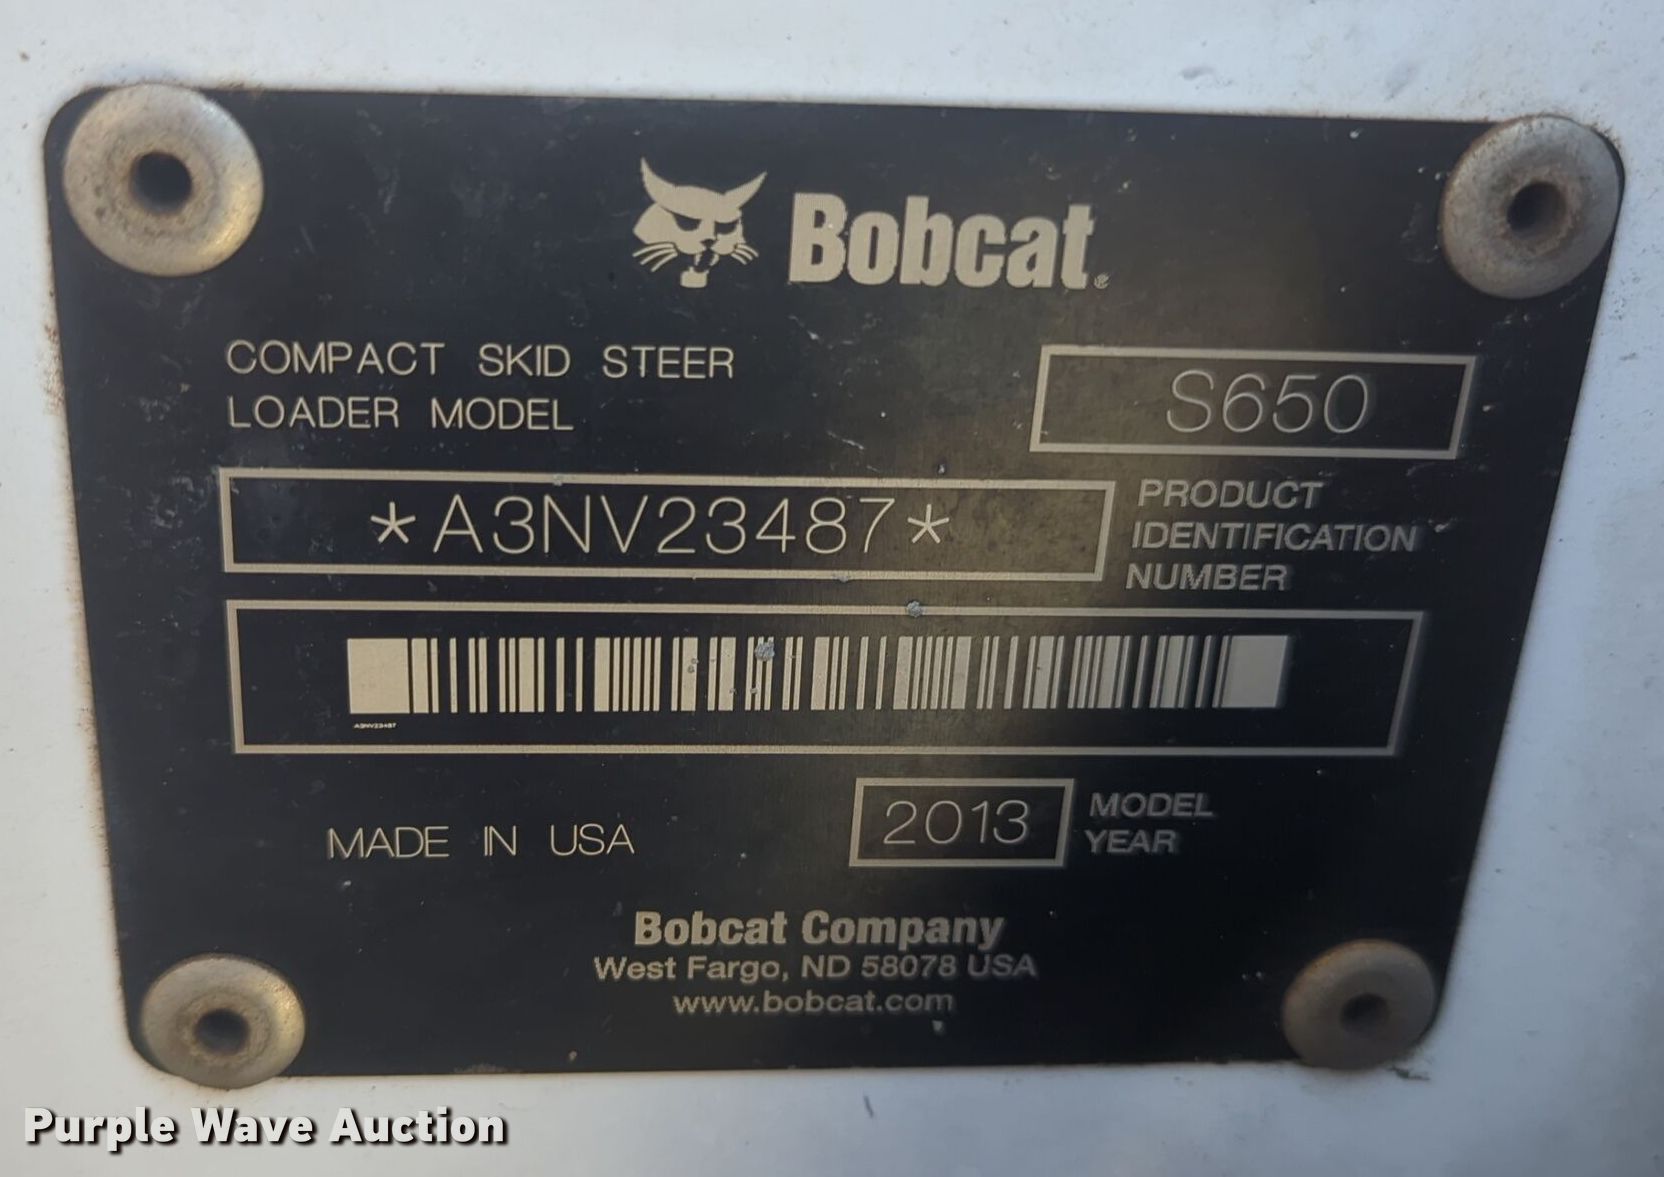 Bobcat®
COMPACT SKID STEER
LOADER MODEL
S650
*A3NV23487*
PRODUCT
IDENTIFICATION
NUMBER
A3NV23487
MADE IN USA
2013
MODEL
YEAR
Bobcat Company
West Fargo, ND 58078 USA
www.bobcat.com
Purple Wave Auction